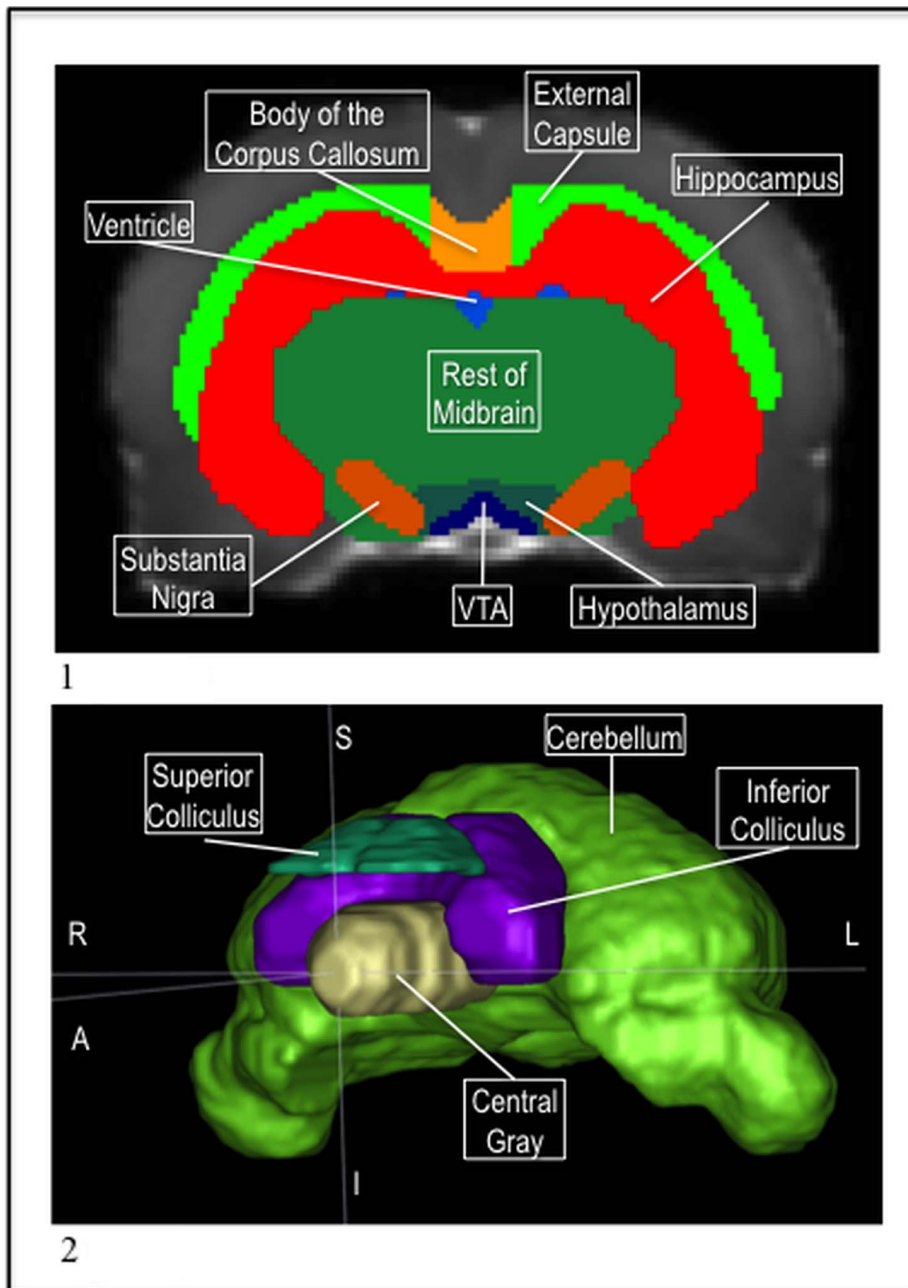 Body of the
Corpus Callosum
External
Capsule
Hippocampus
Ventricle
Rest of
Midbrain
Substantia
Nigra
VTA
Hypothalamus
1
S
Cerebellum
Superior
Colliculus
Inferior
Colliculus
R
L
A
Central
Gray
I
2